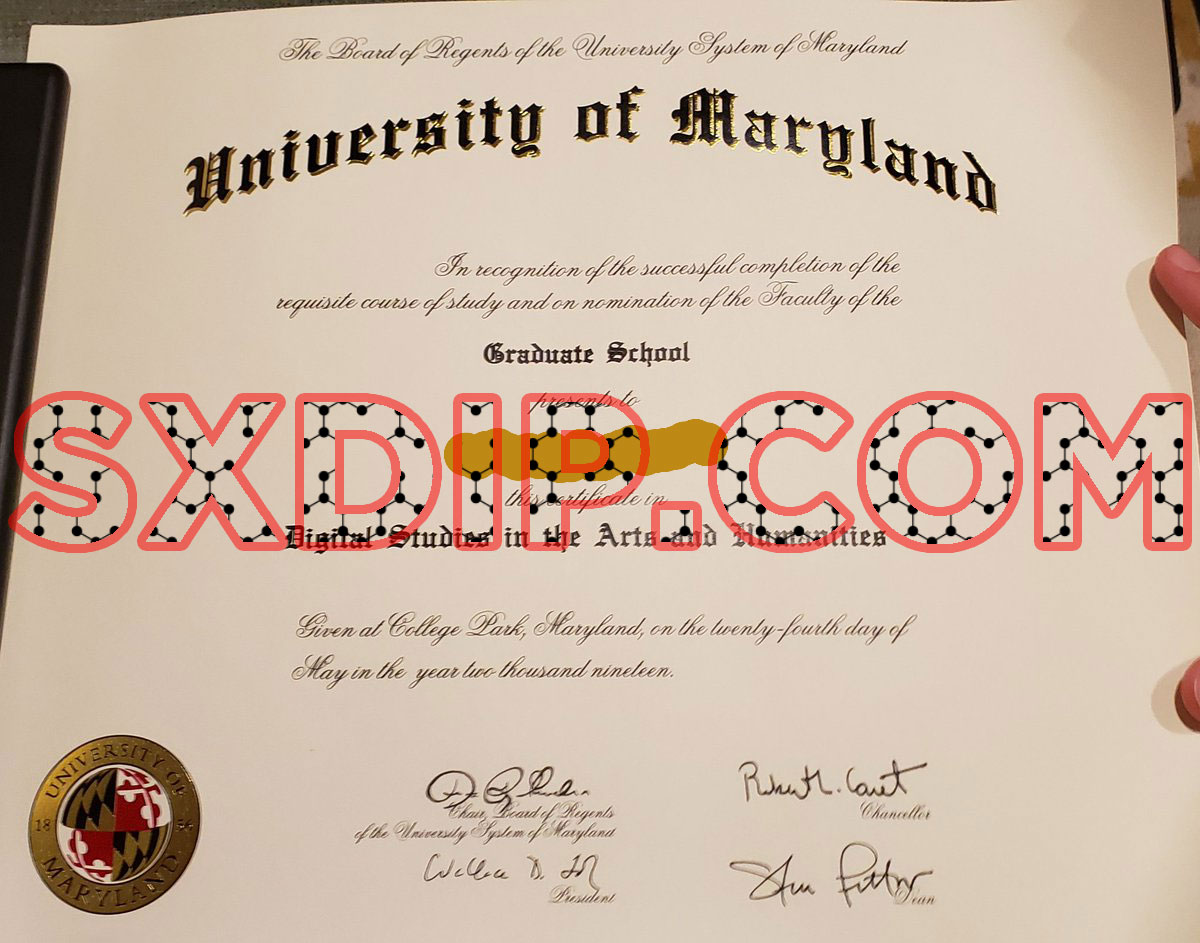 The Board of Regents of the University System of Maryland
University of Maryland
In recognition of the successful completion of the
requisite course of study and on nomination of the Faculty of the
Graduate School
presents to
SXDIP.COM
this certificate in
Digital Studies in the Arts and Humanities
Given at College Park, Maryland, on the twenty-fourth day of
May in the year two thousand nineteen.
Chair, Board of Regents
of the University System of Maryland
Robert L. Caret
Chancellor
Wallace D. Loh
President
Dean
UNIVERSITY OF
18 56
MARYLAND